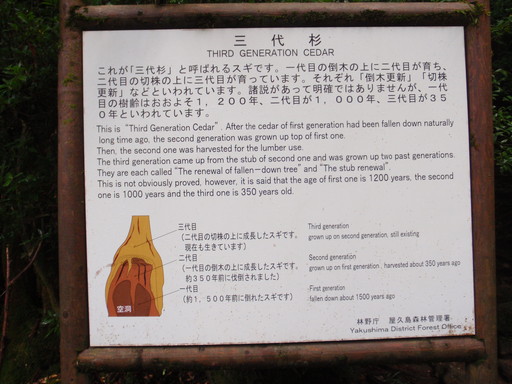 三代杉
THIRD GENERATION CEDAR
これが「三代杉」と呼ばれるスギです。一代目の倒木の上に二代目が育ち、
二代目の切株の上に三代目が育っています。それぞれ「倒木更新」「切株
更新」などといわれています。諸説があって明確ではありませんが、一代
目の樹齢はおおよそ1,200年、二代目が1,000年、三代目が35
0年といわれています。
This is "Third Generation Cedar". After the cedar of first generation had been fallen down naturally
long time ago, the second generation was grown up top of first one.
Then, the second one was harvested for the lumber use.
The third generation came up from the stub of second one and was grown up two past generations.
They are each called "The renewal of fallen-down tree" and "The stub renewal".
This is not obviously proved, however, it is said that the age of first one is 1200 years, the second
one is 1000 years and the third one is 350 years old.
三代目
(二代目の切株の上に成長したスギです。
現在も生きています)
Third generation
grown up on second generation, still existing
二代目
(一代目の倒木の上に成長したスギです。
約350年前に伐倒されました)
Second generation
grown up on first generation, harvested about 350 years ago
一代目
(約1,500年前に倒れたスギです)
First generation
fallen down about 1500 years ago
空洞
林野庁 屋久島森林管理署
Yakushima District Forest Office